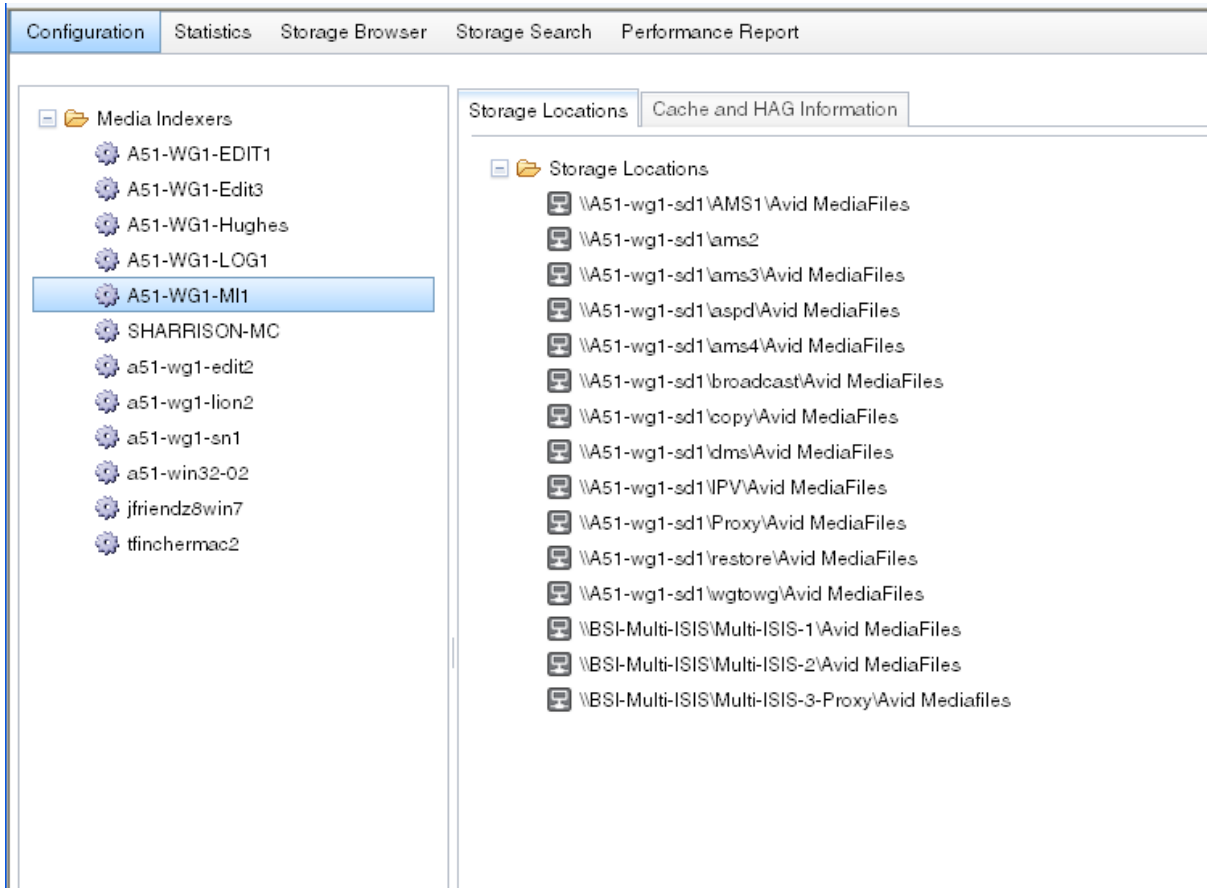 Configuration Statistics Storage Browser Storage Search Performance Report
Media Indexers
A51-WG1-EDIT1
A51-WG1-Edit3
A51-WG1-Hughes
A51-WG1-LOG1
A51-WG1-MI1
SHARRISON-MC
a51-wg1-edit2
a51-wg1-lion2
a51-wg1-sn1
a51-win32-02
jfriendz8win7
tfinchermac2
Storage Locations Cache and HAG Information
Storage Locations
\\A51-wg1-sd1\AMS1\Avid MediaFiles
\\A51-wg1-sd1\ams2
\\A51-wg1-sd1\ams3\Avid MediaFiles
\\A51-wg1-sd1\aspd\Avid MediaFiles
\\A51-wg1-sd1\ams4\Avid MediaFiles
\\A51-wg1-sd1\broadcast\Avid MediaFiles
\\A51-wg1-sd1\copy\Avid MediaFiles
\\A51-wg1-sd1\dms\Avid MediaFiles
\\A51-wg1-sd1\IPV\Avid MediaFiles
\\A51-wg1-sd1\Proxy\Avid MediaFiles
\\A51-wg1-sd1\restore\Avid MediaFiles
\\A51-wg1-sd1\wgtowg\Avid MediaFiles
\\BSI-Multi-ISIS\Multi-ISIS-1\Avid MediaFiles
\\BSI-Multi-ISIS\Multi-ISIS-2\Avid MediaFiles
\\BSI-Multi-ISIS\Multi-ISIS-3-Proxy\Avid Mediafiles